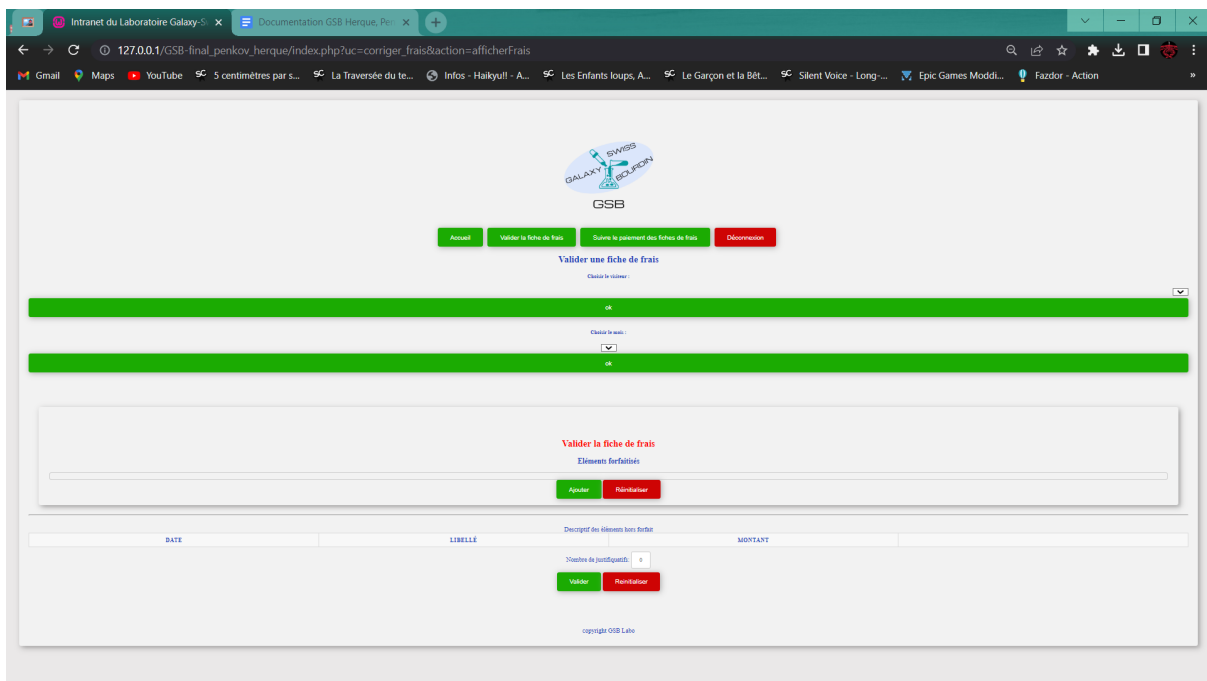 Intranet du Laboratoire Galaxy-S
Documentation GSB Herque, Pen
127.0.0.1/GSB-final_penkov_herque/index.php?uc=corriger_frais&action=afficherFrais
Gmail Maps YouTube 5 centimètres par s... La Traversée du te... Infos - Haikyu!! - A... Les Enfants loups, A... Le Garçon et la Bêt... Silent Voice - Long-... Epic Games Moddi... Fazdor - Action »
GALAXY SWISS BOURDIN
GSB
Accueil Valider la fiche de frais Suivre le paiement des fiches de frais Déconnexion
Valider une fiche de frais
Choisir le visiteur :
ok
Choisir le mois :
ok
Valider la fiche de frais
Eléments forfaitisés
Ajouter Réinitialiser
Descriptif des éléments hors forfait
DATE LIBELLÉ MONTANT
Nombre de justifiquatifs: 0
Valider Reinitialiser
copyright GSB Labo